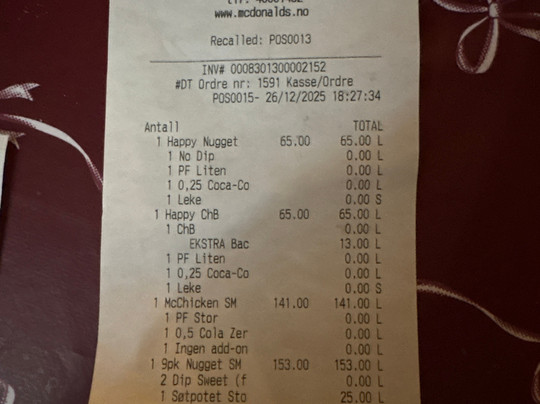 www.mcdonalds.no
Recalled: POS0013
INV# 0008301300002152
#DT Ordre nr: 1591 Kasse/Ordre
POS0015- 26/12/2025 18:27:34
Antall TOTAL
1 Happy Nugget 65.00 65.00 L
1 No Dip 0.00 L
1 PF Liten 0.00 L
1 0,25 Coca-Co 0.00 L
1 Leke 0.00 S
1 Happy ChB 65.00 65.00 L
1 ChB 0.00 L
EKSTRA Bac 13.00 L
1 PF Liten 0.00 L
1 0,25 Coca-Co 0.00 L
1 Leke 0.00 S
1 McChicken SM 141.00 141.00 L
1 PF Stor 0.00 L
1 0,5 Cola Zer 0.00 L
1 Ingen add-on 0.00 L
1 9pk Nugget SM 153.00 153.00 L
2 Dip Sweet (f 0.00 L
1 Søtpotet Sto 25.00 L